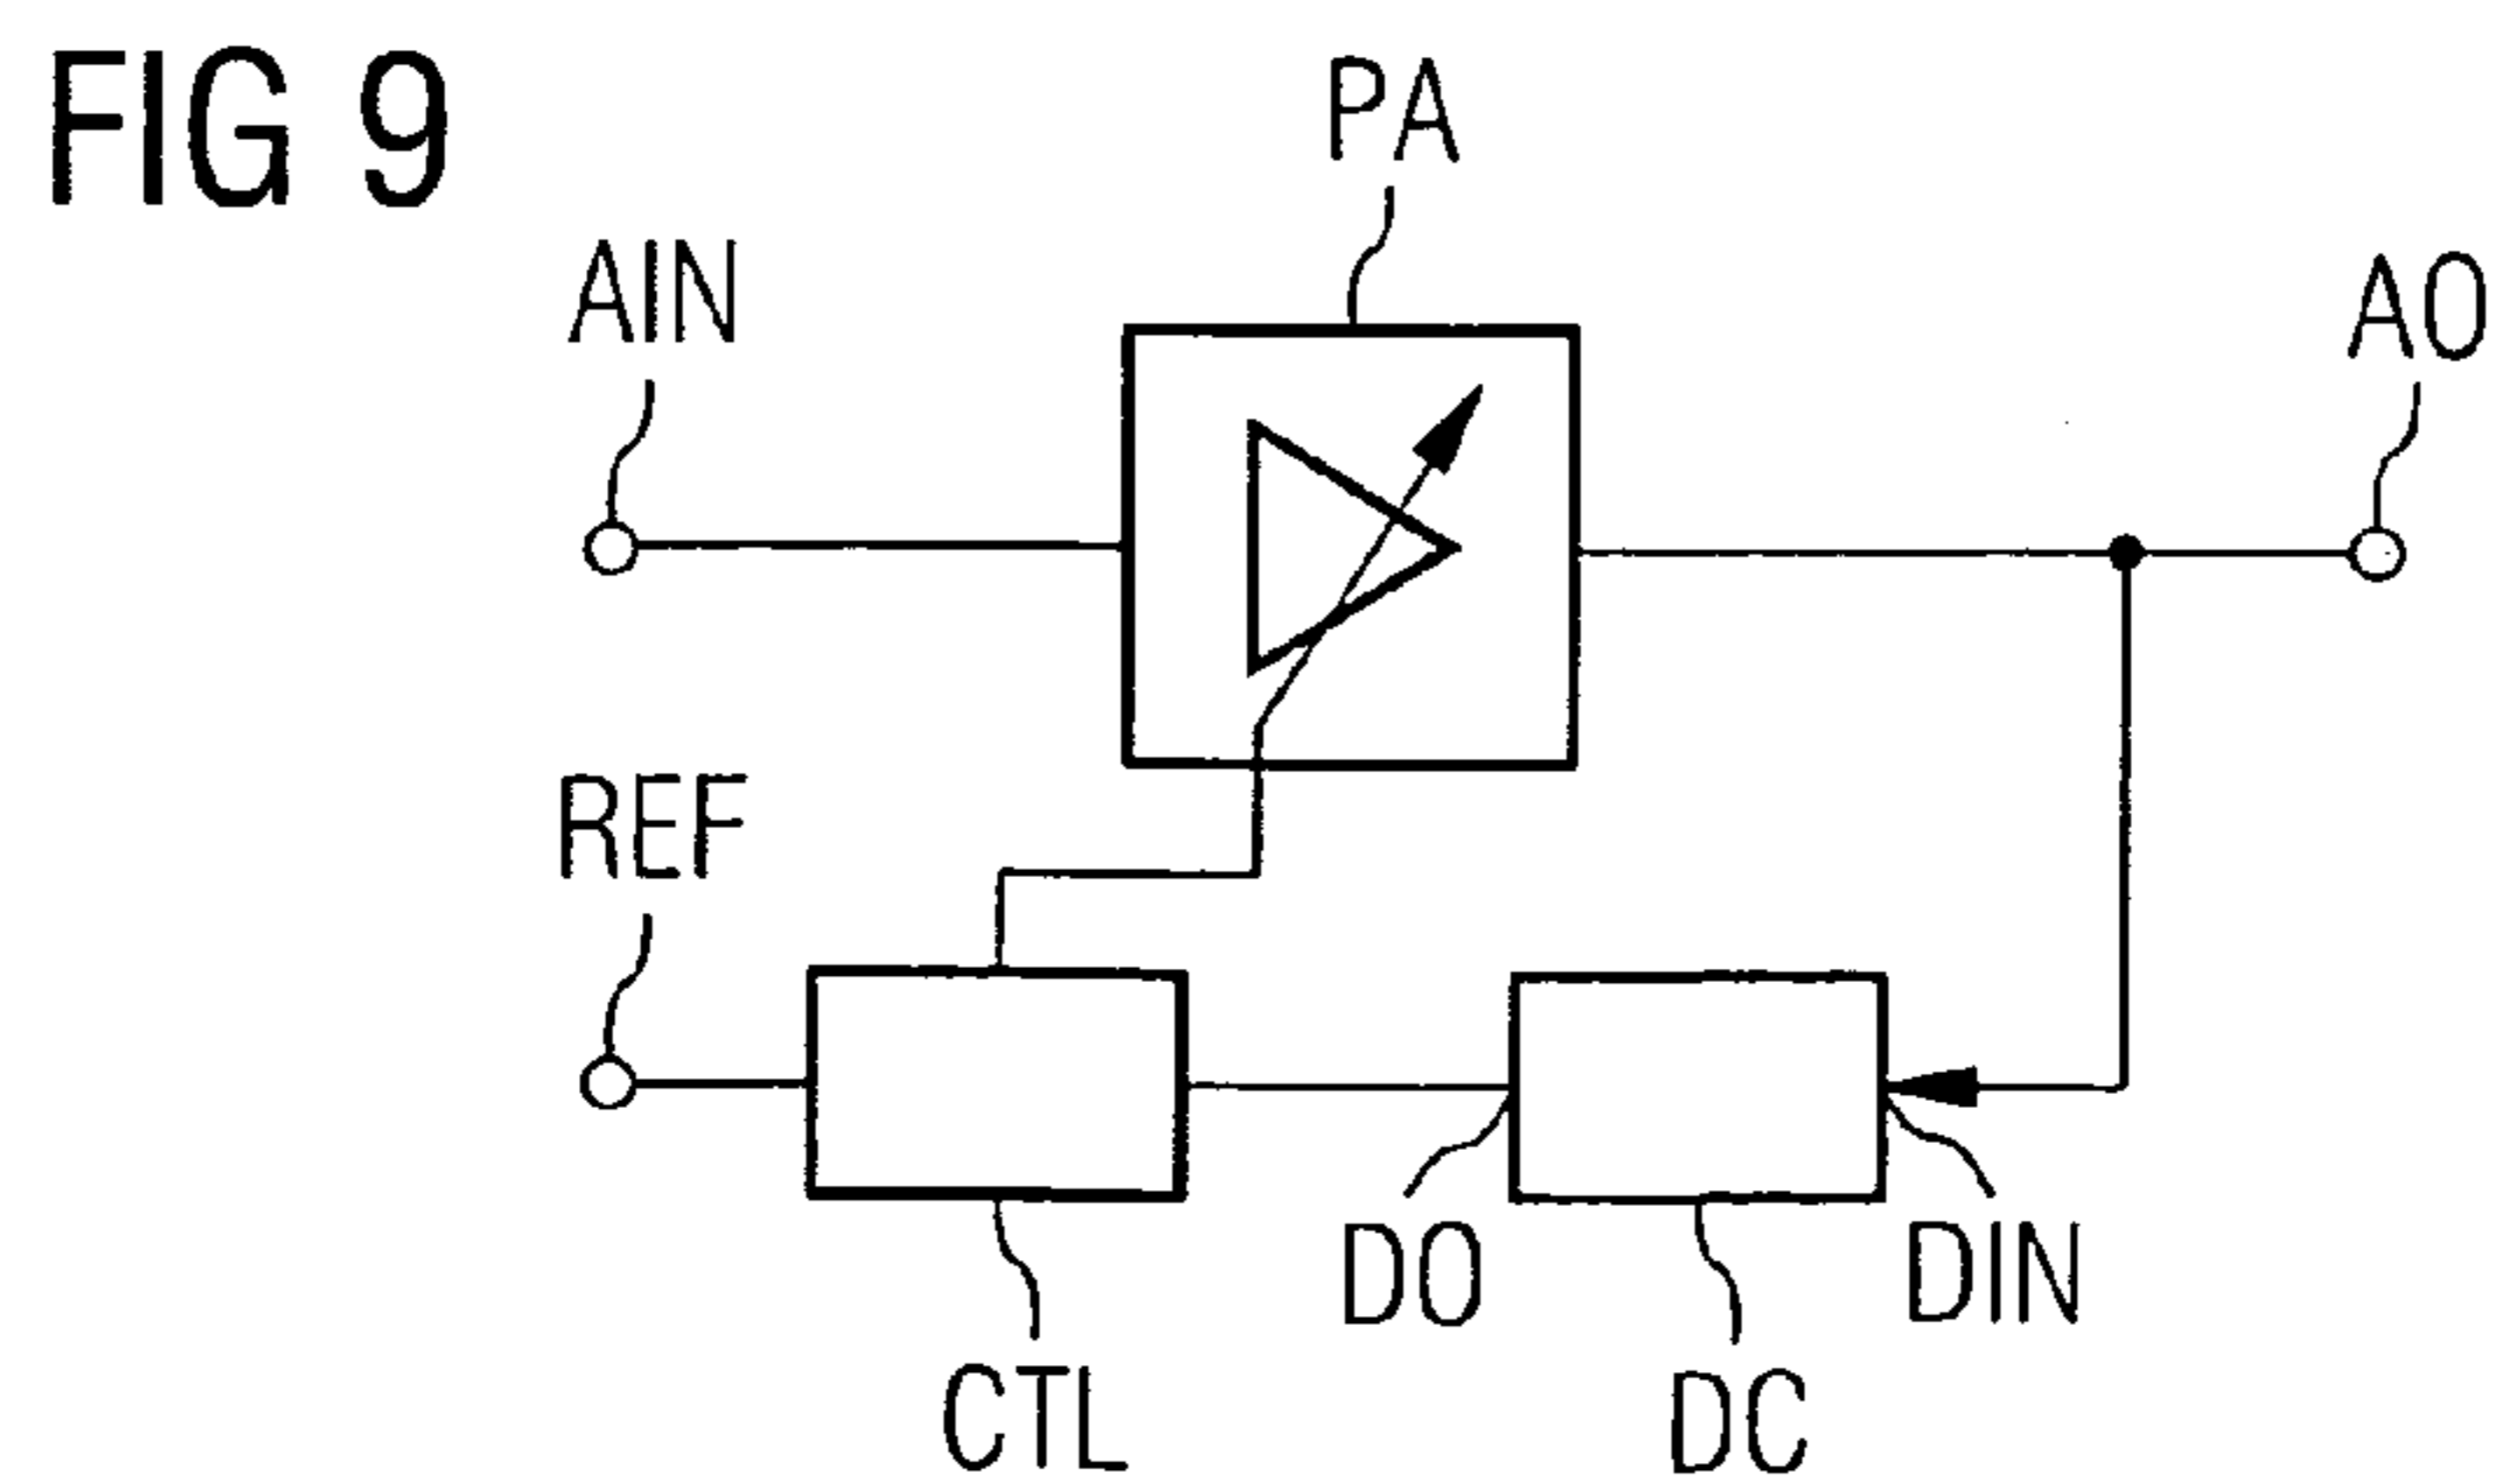 FIG 9
PA
AIN
AO
REF
DO
DIN
CTL
DC